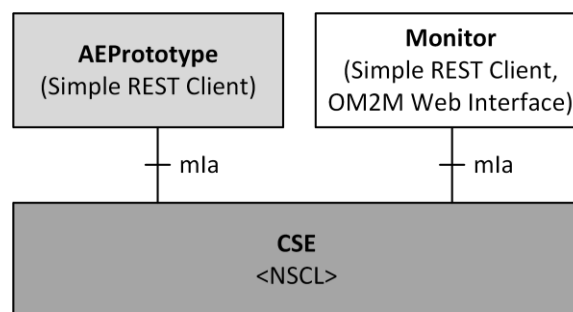 AEPrototype
(Simple REST Client)
Monitor
(Simple REST Client,
OM2M Web Interface)
mIa
mIa
CSE
<NSCL>